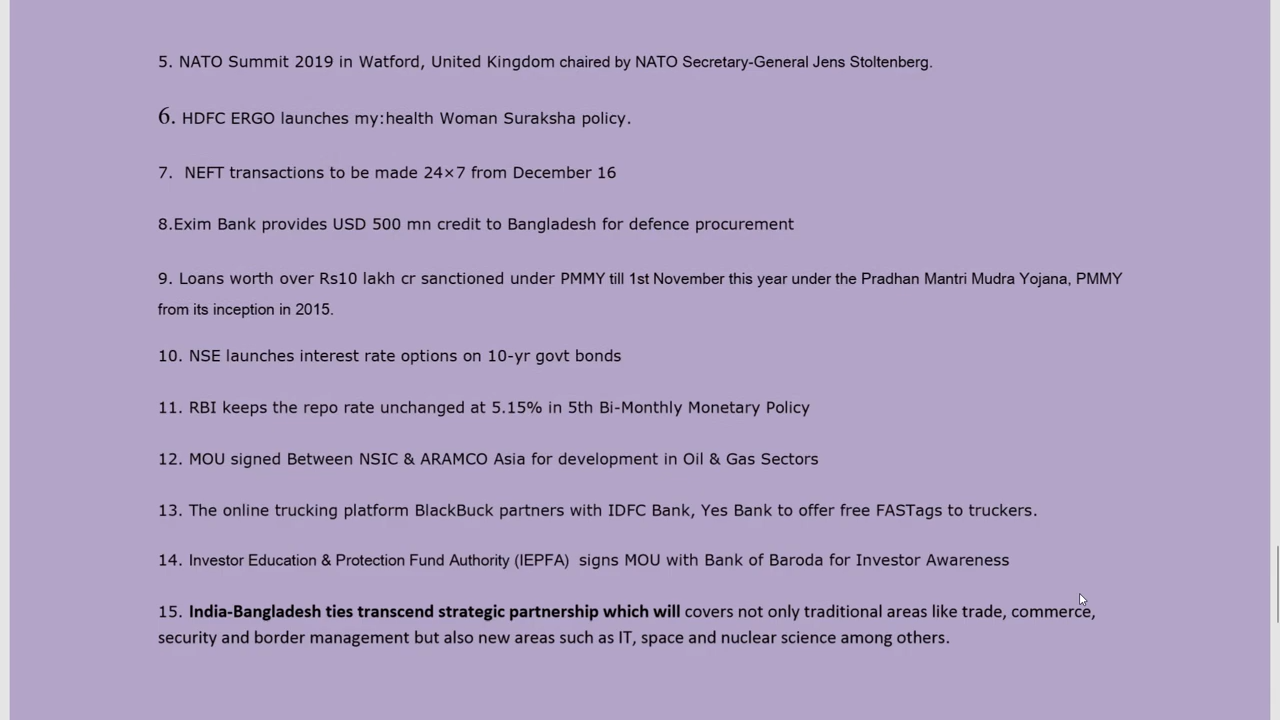 5. NATO Summit 2019 in Watford, United Kingdom chaired by NATO Secretary-General Jens Stoltenberg.
6. HDFC ERGO launches my:health Woman Suraksha policy.
7.  NEFT transactions to be made 24×7 from December 16
8.Exim Bank provides USD 500 mn credit to Bangladesh for defence procurement
9. Loans worth over Rs10 lakh cr sanctioned under PMMY till 1st November this year under the Pradhan Mantri Mudra Yojana, PMMY
from its inception in 2015.
10. NSE launches interest rate options on 10-yr govt bonds
11. RBI keeps the repo rate unchanged at 5.15% in 5th Bi-Monthly Monetary Policy
12. MOU signed Between NSIC & ARAMCO Asia for development in Oil & Gas Sectors
13. The online trucking platform BlackBuck partners with IDFC Bank, Yes Bank to offer free FASTags to truckers.
14. Investor Education & Protection Fund Authority (IEPFA)  signs MOU with Bank of Baroda for Investor Awareness
15. India-Bangladesh ties transcend strategic partnership which will covers not only traditional areas like trade, commerce,
security and border management but also new areas such as IT, space and nuclear science among others.